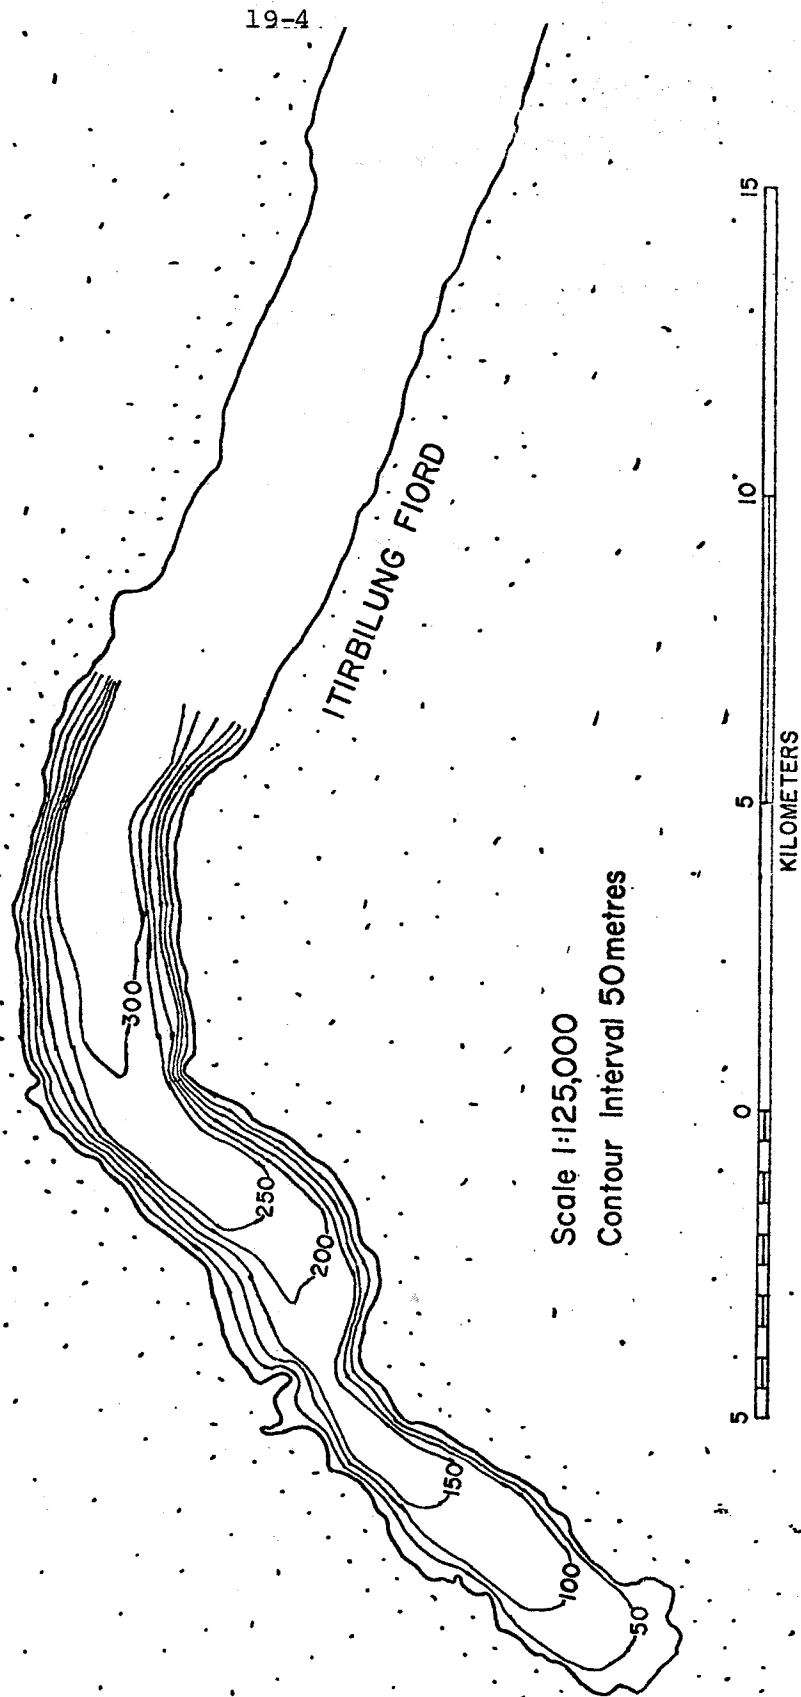 19-4
ITIRBILUNG FIORD
300
250
200
150
100
50
Scale 1:125,000
Contour Interval 50metres
5 0 5 10 15
KILOMETERS